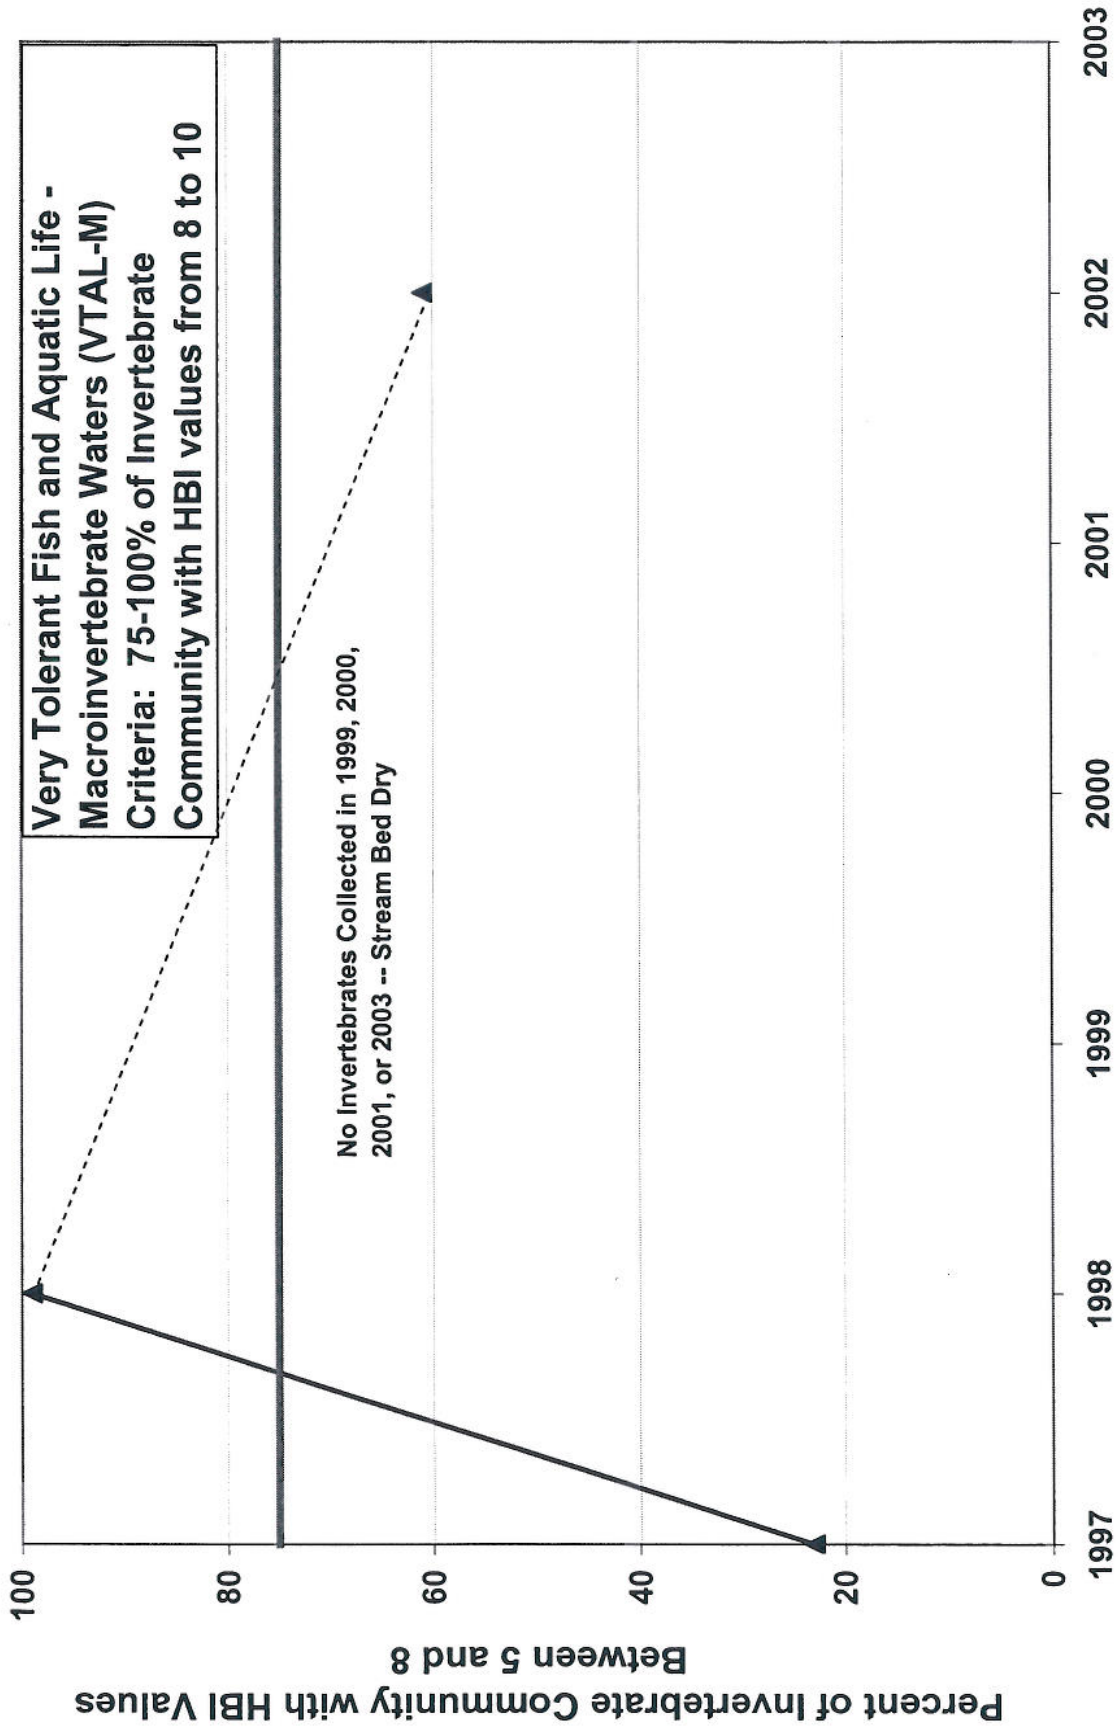 Percent of Invertebrate Community with HBI Values
Between 5 and 8
100
80
60
40
20
0
1997
1998
1999
2000
2001
2002
2003
Very Tolerant Fish and Aquatic Life -
Macroinvertebrate Waters (VTAL-M)
Criteria: 75-100% of Invertebrate
Community with HBI values from 8 to 10
No Invertebrates Collected in 1999, 2000,
2001, or 2003 -- Stream Bed Dry